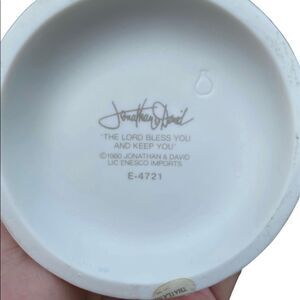 Jonathan & David
"THE LORD BLESS YOU
AND KEEP YOU"
©1980 JONATHAN & DAVID
LIC ENESCO IMPORTS
E-4721